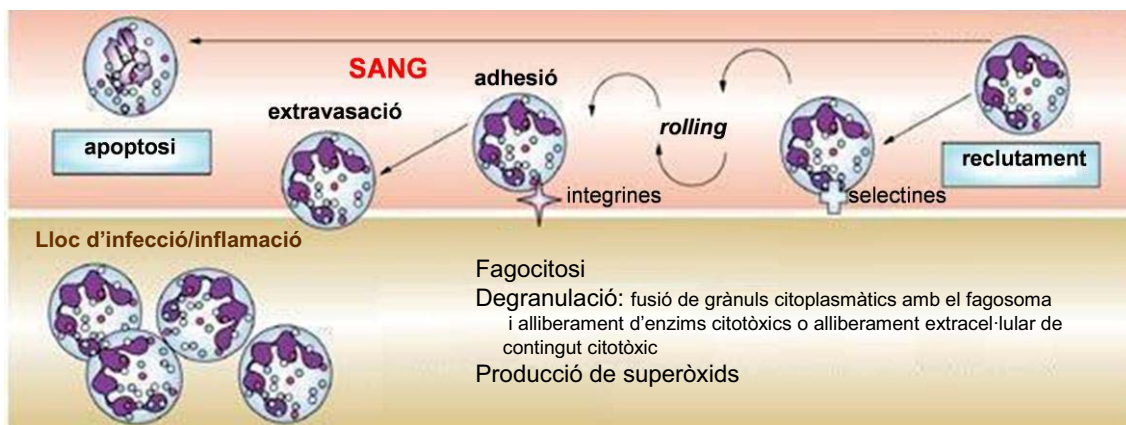 SANG
adhesió
extravasació
rolling
apoptosi
reclutament
integrines
selectines
Lloc d'infecció/inflamació
Fagocitosi
Degranulació: fusió de grànuls citoplasmàtics amb el fagosoma
i alliberament d'enzims citotòxics o alliberament extracel·lular de
contingut citotòxic
Producció de superòxids